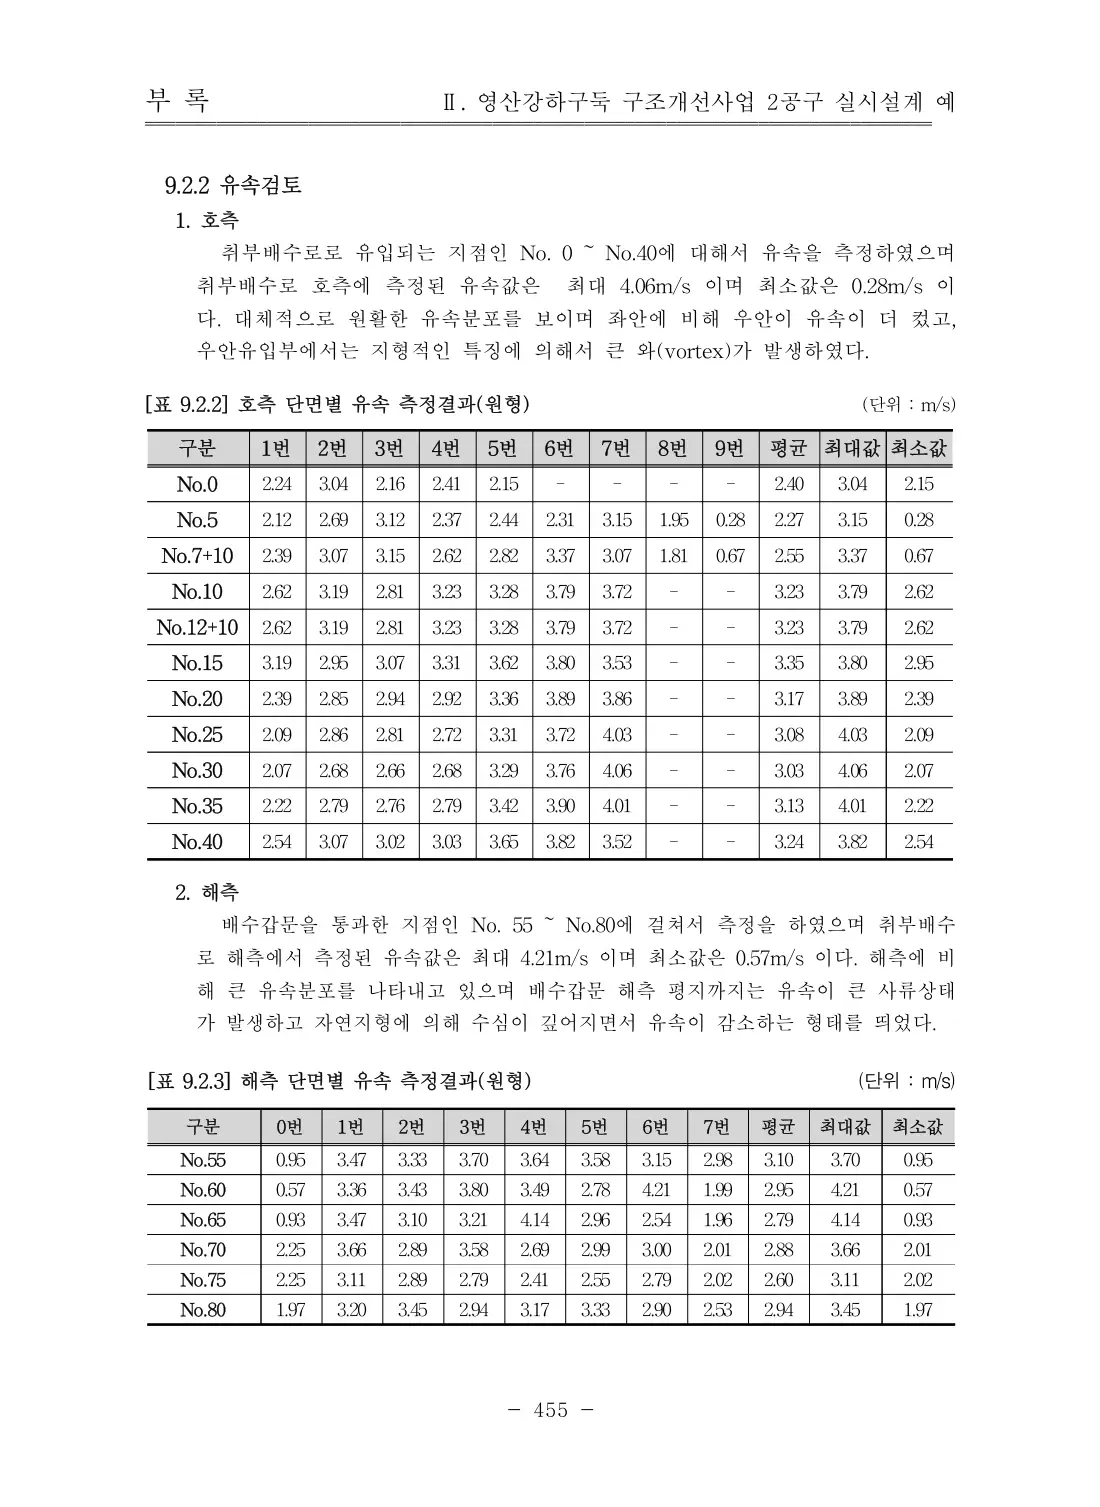 부 록 Ⅱ. 영산강하구둑 구조개선사업 2공구 실시설계 예
9.2.2 유속검토
1. 호측
취부배수로로 유입되는 지점인 No. 0 ~ No.40에 대해서 유속을 측정하였으며
취부배수로 호측에 측정된 유속값은 최대 4.06m/s 이며 최소값은 0.28m/s 이
다. 대체적으로 원활한 유속분포를 보이며 좌안에 비해 우안이 유속이 더 컸고,
우안유입부에서는 지형적인 특징에 의해서 큰 와(vortex)가 발생하였다.
[표 9.2.2] 호측 단면별 유속 측정결과(원형) (단위 : m/s)
구분 1번 2번 3번 4번 5번 6번 7번 8번 9번 평균 최대값 최소값
No.0 2.24 3.04 2.16 2.41 2.15 - - - - 2.40 3.04 2.15
No.5 2.12 2.69 3.12 2.37 2.44 2.31 3.15 1.95 0.28 2.27 3.15 0.28
No.7+10 2.39 3.07 3.15 2.62 2.82 3.37 3.07 1.81 0.67 2.55 3.37 0.67
No.10 2.62 3.19 2.81 3.23 3.28 3.79 3.72 - - 3.23 3.79 2.62
No.12+10 2.62 3.19 2.81 3.23 3.28 3.79 3.72 - - 3.23 3.79 2.62
No.15 3.19 2.95 3.07 3.31 3.62 3.80 3.53 - - 3.35 3.80 2.95
No.20 2.39 2.85 2.94 2.92 3.36 3.89 3.86 - - 3.17 3.89 2.39
No.25 2.09 2.86 2.81 2.72 3.31 3.72 4.03 - - 3.08 4.03 2.09
No.30 2.07 2.68 2.66 2.68 3.29 3.76 4.06 - - 3.03 4.06 2.07
No.35 2.22 2.79 2.76 2.79 3.42 3.90 4.01 - - 3.13 4.01 2.22
No.40 2.54 3.07 3.02 3.03 3.65 3.82 3.52 - - 3.24 3.82 2.54
2. 해측
배수갑문을 통과한 지점인 No. 55 ~ No.80에 걸쳐서 측정을 하였으며 취부배수
로 해측에서 측정된 유속값은 최대 4.21m/s 이며 최소값은 0.57m/s 이다. 해측에 비
해 큰 유속분포를 나타내고 있으며 배수갑문 해측 평지까지는 유속이 큰 사류상태
가 발생하고 자연지형에 의해 수심이 깊어지면서 유속이 감소하는 형태를 띄었다.
[표 9.2.3] 해측 단면별 유속 측정결과(원형) (단위 : m/s)
구분 0번 1번 2번 3번 4번 5번 6번 7번 평균 최대값 최소값
No.55 0.95 3.47 3.33 3.70 3.64 3.58 3.15 2.98 3.10 3.70 0.95
No.60 0.57 3.36 3.43 3.80 3.49 2.78 4.21 1.99 2.95 4.21 0.57
No.65 0.93 3.47 3.10 3.21 4.14 2.96 2.54 1.96 2.79 4.14 0.93
No.70 2.25 3.66 2.89 3.58 2.69 2.99 3.00 2.01 2.88 3.66 2.01
No.75 2.25 3.11 2.89 2.79 2.41 2.55 2.79 2.02 2.60 3.11 2.02
No.80 1.97 3.20 3.45 2.94 3.17 3.33 2.90 2.53 2.94 3.45 1.97
- 455 -